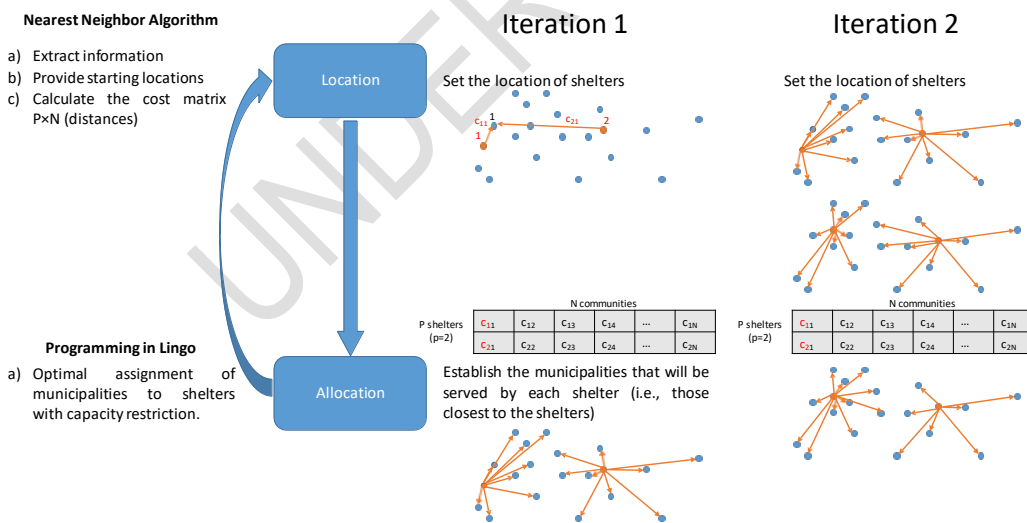 Nearest Neighbor Algorithm
a) Extract information
b) Provide starting locations
c) Calculate the cost matrix
P×N (distances)
Location
UNDER
Programming in Lingo
a) Optimal assignment of
municipalities to shelters
with capacity restriction.
Allocation
Iteration 1
Set the location of shelters
c11 1 c21 2
1
N communities
P shelters
(p=2)
c11 c12 c13 c14 ... c1N
c21 c22 c23 c24 ... c2N
Establish the municipalities that will be
served by each shelter (i.e., those
closest to the shelters)
Iteration 2
Set the location of shelters
N communities
P shelters
(p=2)
c11 c12 c13 c14 ... c1N
c21 c22 c23 c24 ... c2N